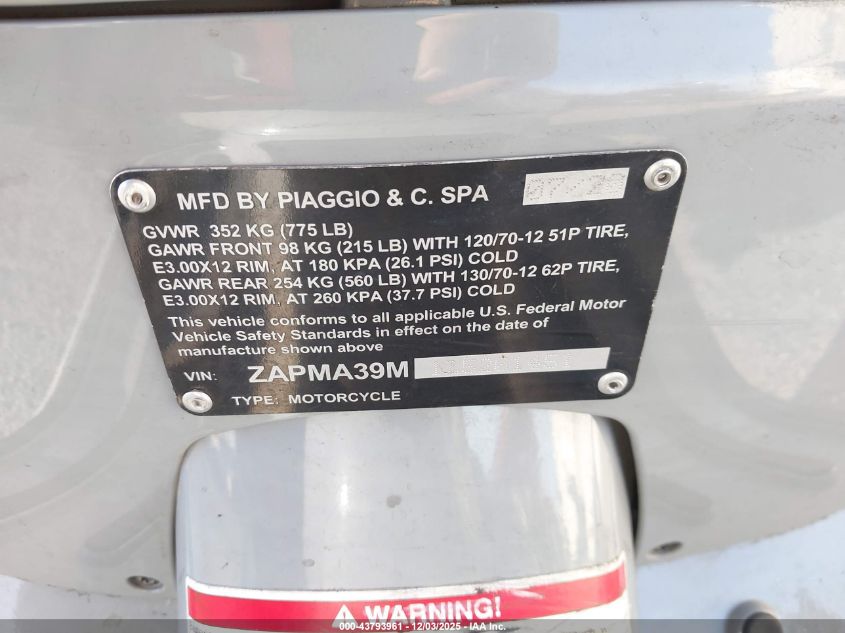 MFD BY PIAGGIO & C. SPA
GVWR 352 KG (775 LB)
GAWR FRONT 98 KG (215 LB) WITH 120/70-12 51P TIRE,
E3.00X12 RIM, AT 180 KPA (26.1 PSI) COLD
GAWR REAR 254 KG (560 LB) WITH 130/70-12 62P TIRE,
E3.00X12 RIM, AT 260 KPA (37.7 PSI) COLD
This vehicle conforms to all applicable U.S. Federal Motor
Vehicle Safety Standards in effect on the date of
manufacture shown above
VIN: ZAPMA39M
TYPE: MOTORCYCLE
WARNING!
000-43793961 - 12/03/2025 - IAA Inc.